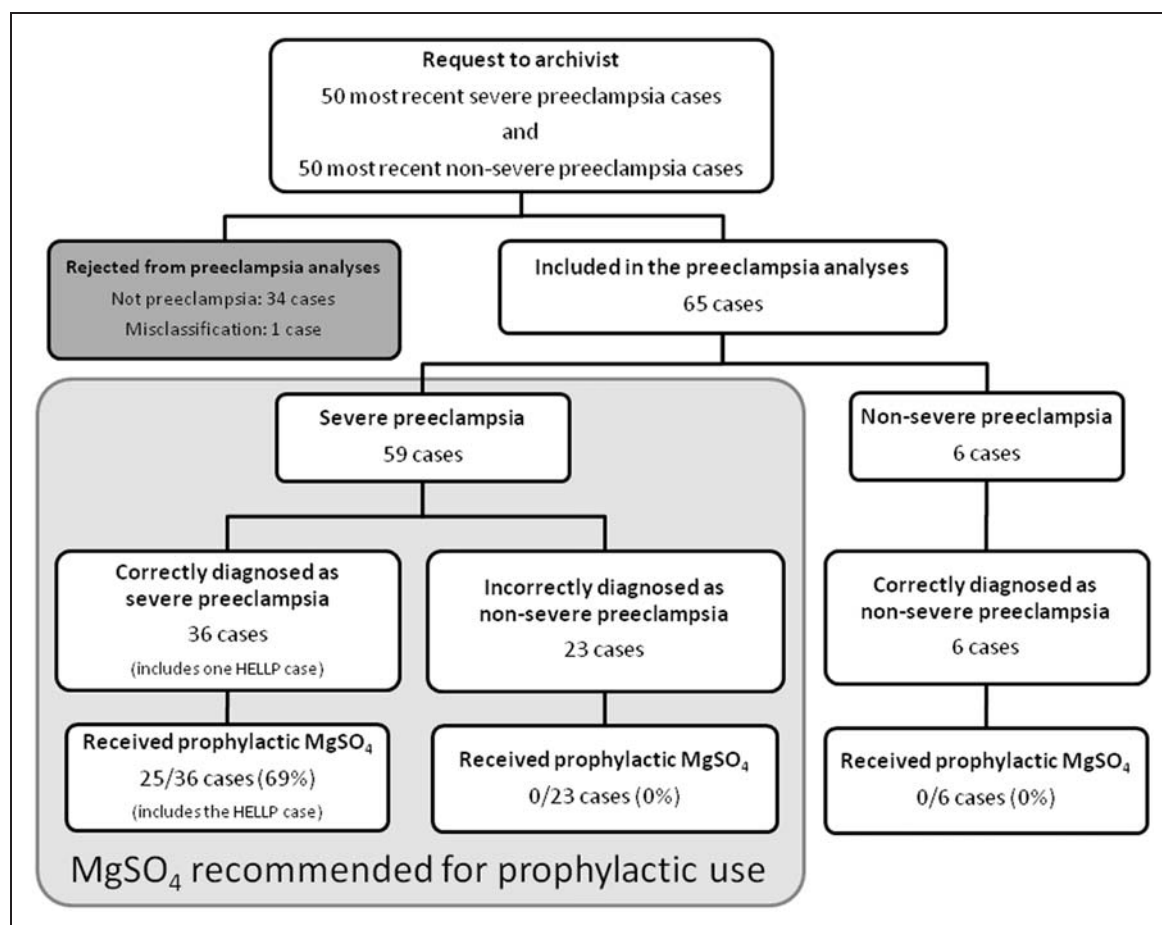 Request to archivist
50 most recent severe preeclampsia cases
and
50 most recent non-severe preeclampsia cases
Rejected from preeclampsia analyses
Not preeclampsia: 34 cases
Misclassification: 1 case
Included in the preeclampsia analyses
65 cases
Severe preeclampsia
59 cases
Non-severe preeclampsia
6 cases
Correctly diagnosed as
severe preeclampsia
36 cases
(includes one HELLP case)
Incorrectly diagnosed as
non-severe preeclampsia
23 cases
Correctly diagnosed as
non-severe preeclampsia
6 cases
Received prophylactic MgSO₄
25/36 cases (69%)
(includes the HELLP case)
Received prophylactic MgSO₄
0/23 cases (0%)
Received prophylactic MgSO₄
0/6 cases (0%)
MgSO₄ recommended for prophylactic use